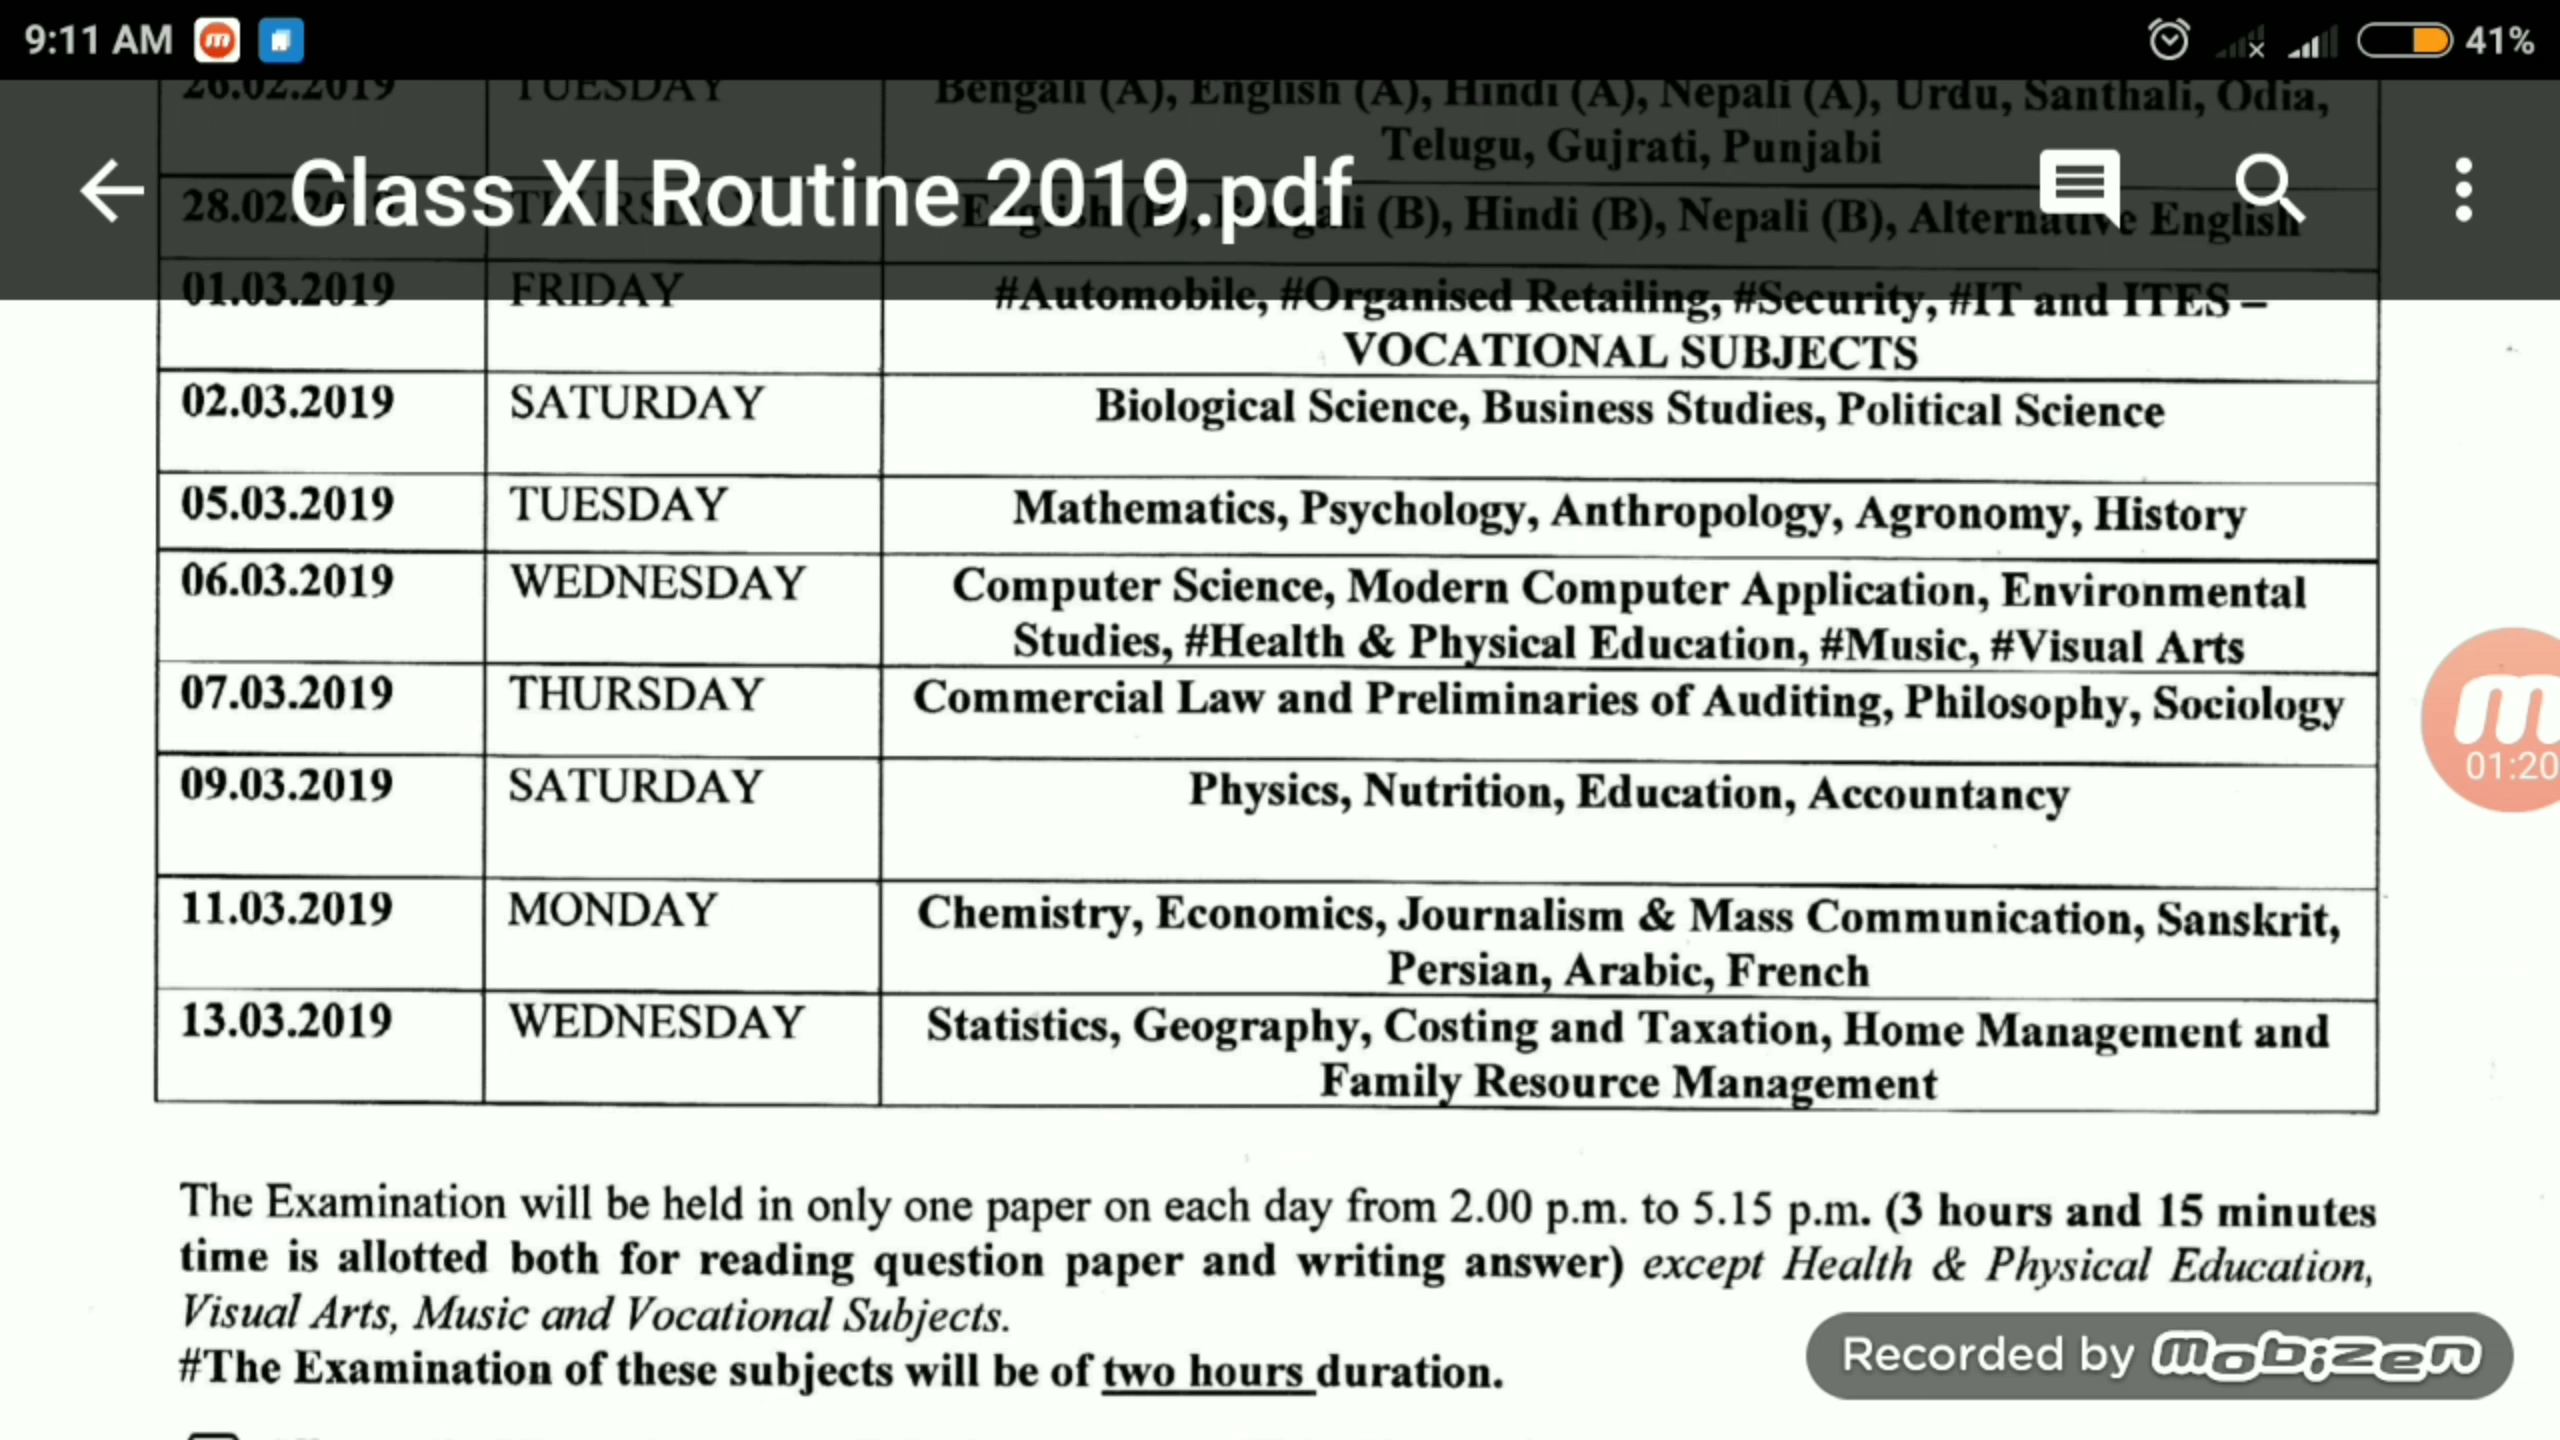 9:11 AM
41%
26.02.2019 TUESDAY Bengali (A), English (A), Hindi (A), Nepali (A), Urdu, Santhali, Odia,
Telugu, Gujrati, Punjabi
Class XI Routine 2019.pdf
28.02. THURSDAY English (B), Bengali (B), Hindi (B), Nepali (B), Alternative English
01.03.2019 FRIDAY #Automobile, #Organised Retailing, #Security, #IT and ITES –
VOCATIONAL SUBJECTS
02.03.2019 SATURDAY Biological Science, Business Studies, Political Science
05.03.2019 TUESDAY Mathematics, Psychology, Anthropology, Agronomy, History
06.03.2019 WEDNESDAY Computer Science, Modern Computer Application, Environmental
Studies, #Health & Physical Education, #Music, #Visual Arts
07.03.2019 THURSDAY Commercial Law and Preliminaries of Auditing, Philosophy, Sociology
01:20
09.03.2019 SATURDAY Physics, Nutrition, Education, Accountancy
11.03.2019 MONDAY Chemistry, Economics, Journalism & Mass Communication, Sanskrit,
Persian, Arabic, French
13.03.2019 WEDNESDAY Statistics, Geography, Costing and Taxation, Home Management and
Family Resource Management
The Examination will be held in only one paper on each day from 2.00 p.m. to 5.15 p.m. (3 hours and 15 minutes
time is allotted both for reading question paper and writing answer) except Health & Physical Education,
Visual Arts, Music and Vocational Subjects.
#The Examination of these subjects will be of two hours duration.
Recorded by mobizen